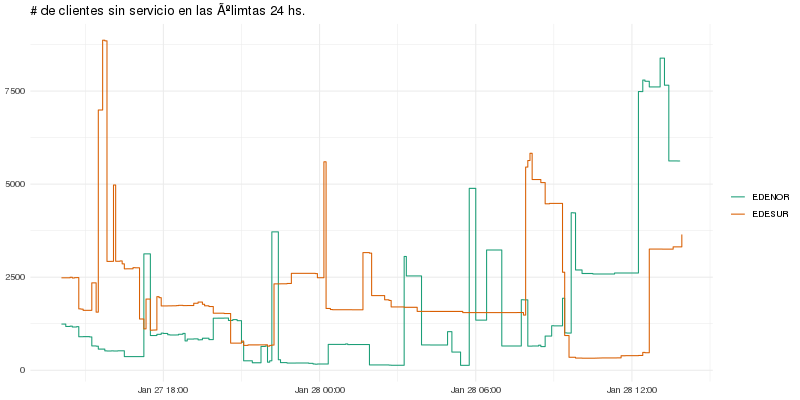 # de clientes sin servicio en las Ãºlimtas 24 hs.
7500
5000
2500
0
Jan 27 18:00
Jan 28 00:00
Jan 28 06:00
Jan 28 12:00
EDENOR
EDESUR